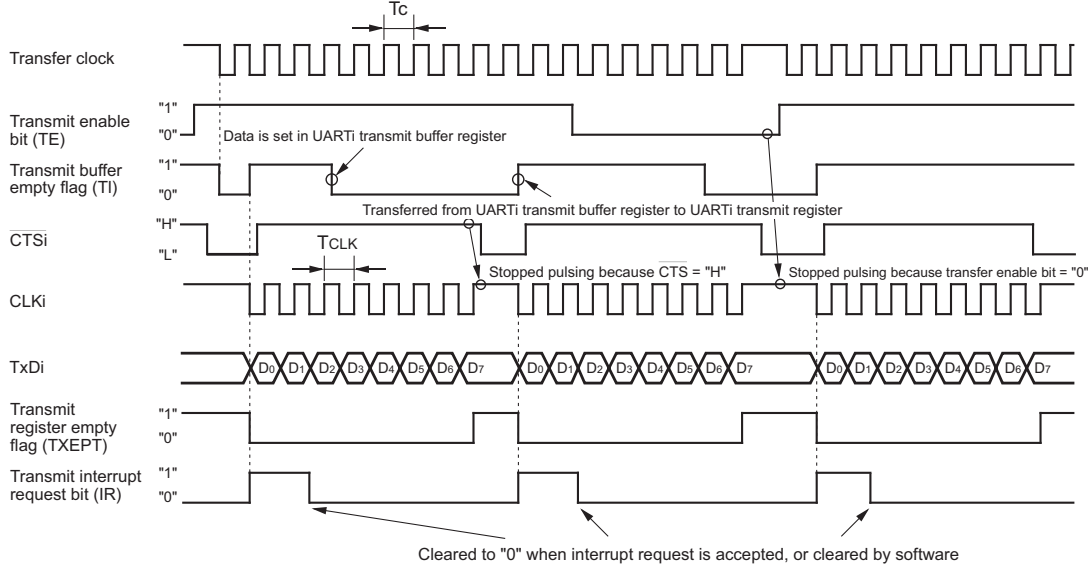 Tc
Transfer clock
Transmit enable
bit (TE)
"1"
"0"
Data is set in UARTi transmit buffer register
Transmit buffer
empty flag (TI)
"1"
"0"
Transferred from UARTi transmit buffer register to UARTi transmit register
CTSi
"H"
"L"
TCLK
Stopped pulsing because CTS = "H"
Stopped pulsing because transfer enable bit = "0"
CLKi
TxDi
D0 D1 D2 D3 D4 D5 D6 D7 D0 D1 D2 D3 D4 D5 D6 D7 D0 D1 D2 D3 D4 D5 D6 D7
Transmit
register empty
flag (TXEPT)
"1"
"0"
Transmit interrupt
request bit (IR)
"1"
"0"
Cleared to "0" when interrupt request is accepted, or cleared by software